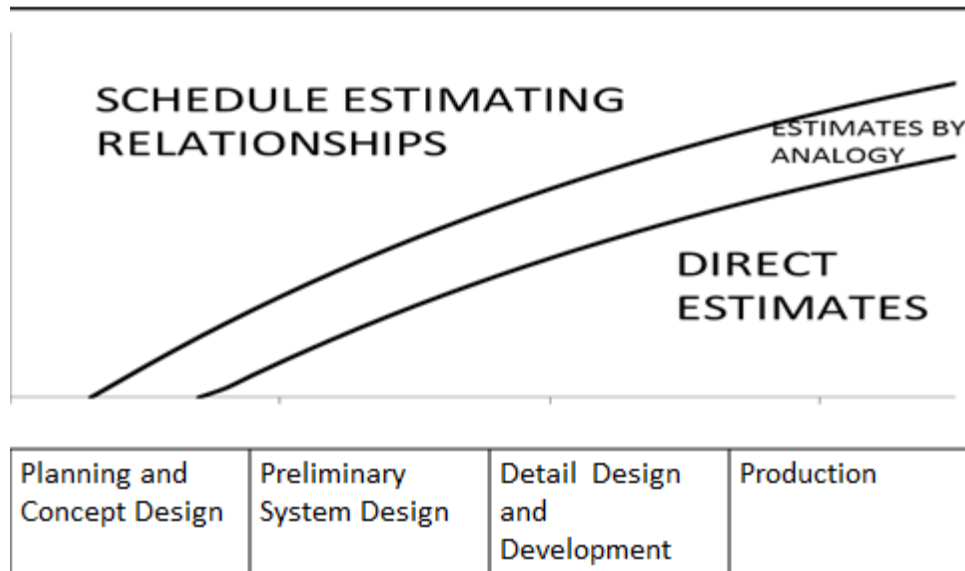 SCHEDULE ESTIMATING
RELATIONSHIPS
ESTIMATES BY
ANALOGY
DIRECT
ESTIMATES
Planning and
Concept Design
Preliminary
System Design
Detail Design
and
Development
Production